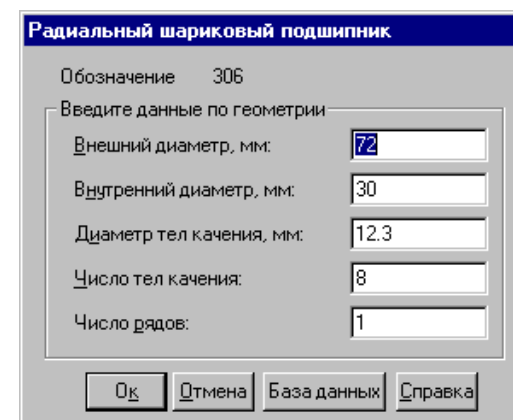 Радиальный шариковый подшипник
Обозначение 306
Введите данные по геометрии
Внешний диаметр, мм: 72
Внутренний диаметр, мм: 30
Диаметр тел качения, мм: 12.3
Число тел качения: 8
Число рядов: 1
Ок Отмена База данных Справка